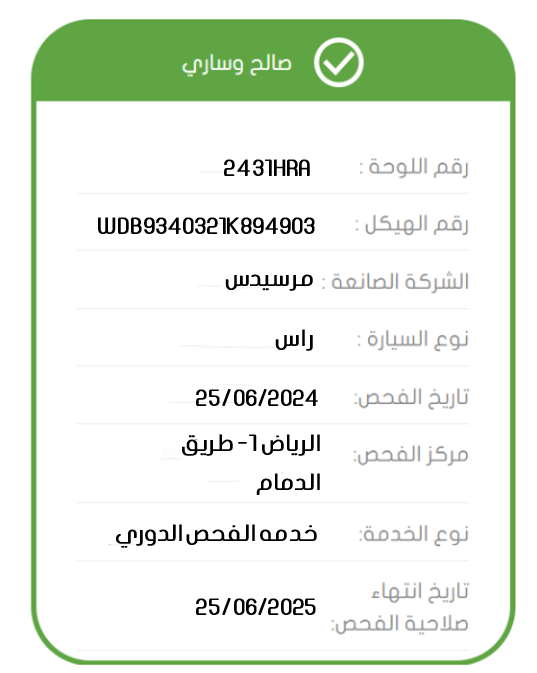 صالح وساري
رقم اللوحة : 2431HRA
رقم الهيكل : WDB9340321K894903
الشركة الصانعة : مرسيدس
نوع السيارة : راس
تاريخ الفحص: 25/06/2024
مركز الفحص: الرياض 1- طريق
الدمام
نوع الخدمة: خدمه الفحص الدوري
تاريخ انتهاء
صلاحية الفحص: 25/06/2025